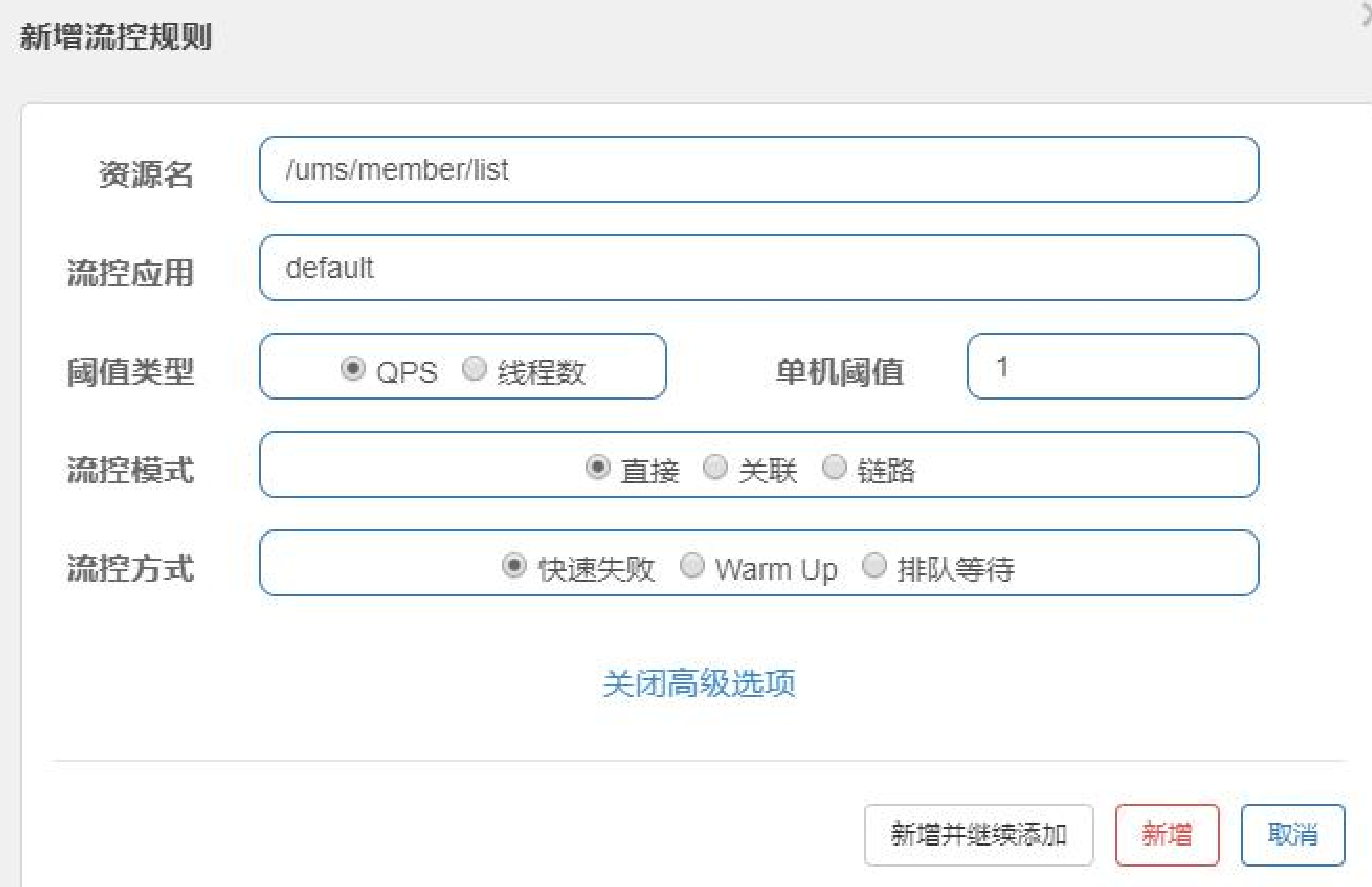 新增流控规则
资源名 /ums/member/list
流控应用 default
阈值类型 QPS 线程数 单机阈值 1
流控模式 直接 关联 链路
流控方式 快速失败 Warm Up 排队等待
关闭高级选项
新增并继续添加 新增 取消